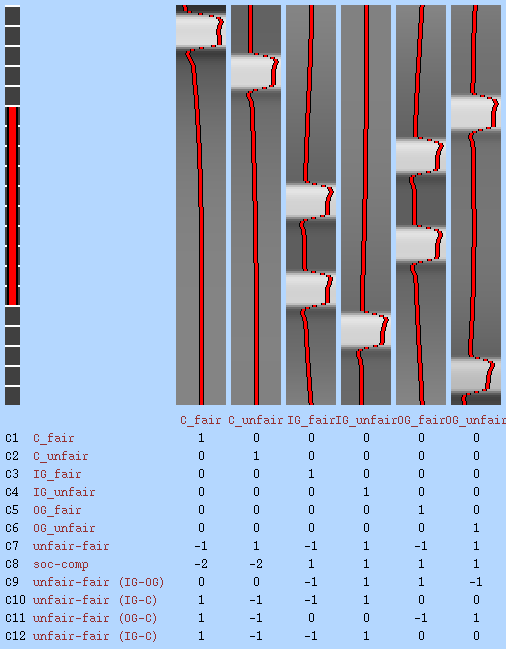 C_fair C_unfair IG_fair IG_unfair OG_fair OG_unfair
C1 C_fair 1 0 0 0 0 0
C2 C_unfair 0 1 0 0 0 0
C3 IG_fair 0 0 1 0 0 0
C4 IG_unfair 0 0 0 1 0 0
C5 OG_fair 0 0 0 0 1 0
C6 OG_unfair 0 0 0 0 0 1
C7 unfair-fair -1 1 -1 1 -1 1
C8 soc-comp -2 -2 1 1 1 1
C9 unfair-fair (IG-OG) 0 0 -1 1 1 -1
C10 unfair-fair (IG-C) 1 -1 -1 1 0 0
C11 unfair-fair (OG-C) 1 -1 0 0 -1 1
C12 unfair-fair (IG-C) 1 -1 -1 1 0 0